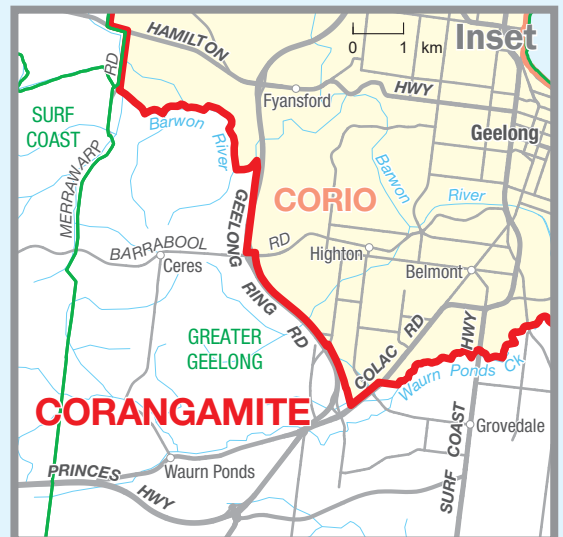 Inset
HAMILTON
HWY
0 1 km
RD
Fyansford
SURF
COAST
Barwon
River
Geelong
MERRAWARP
GEELONG
RING
RD
CORIO
Barwon
River
BARRABOOL
RD
Ceres
Highton
Belmont
GREATER
GEELONG
COLAC RD
HWY
Waurn Ponds Ck
CORANGAMITE
Grovedale
SURF COAST
Waurn Ponds
PRINCES
HWY